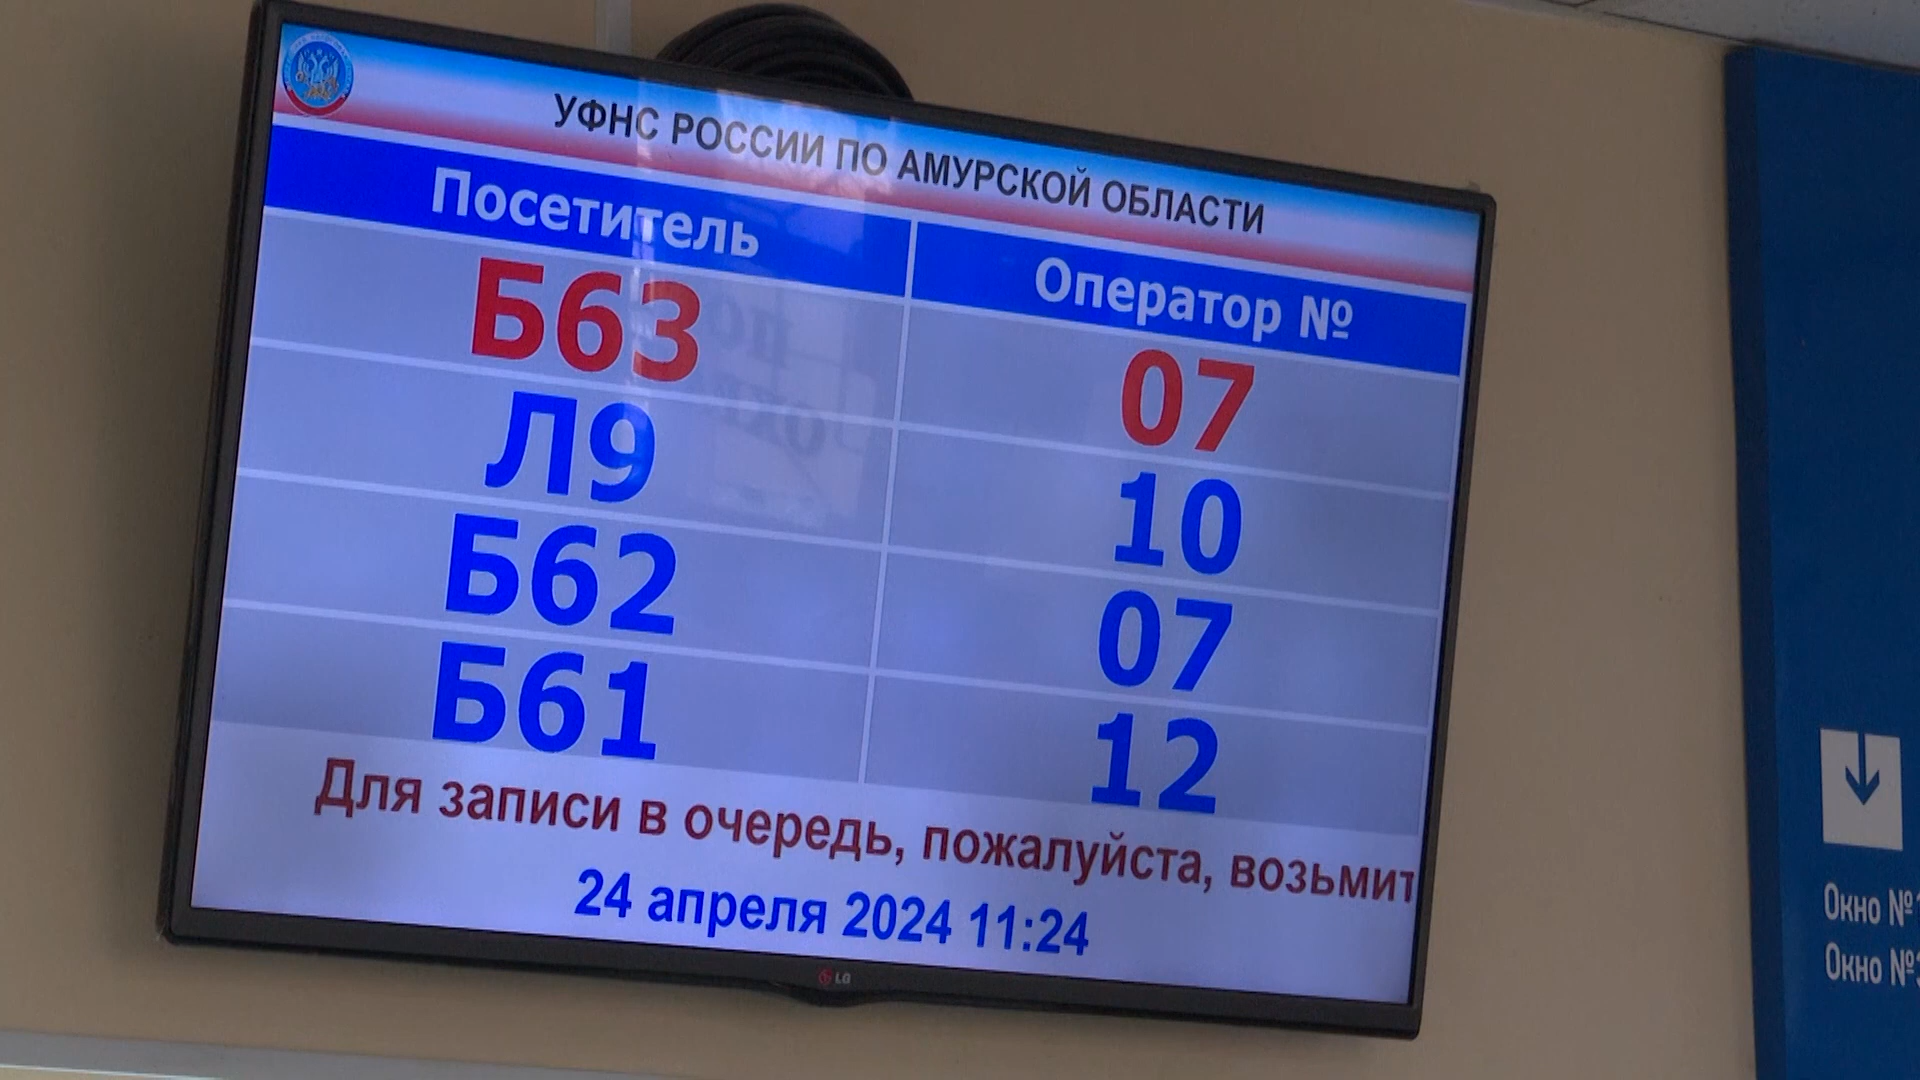 УФНС РОССИИ ПО АМУРСКОЙ ОБЛАСТИ
Посетитель Оператор №
Б63 07
Л9 10
Б62 07
Б61 12
Для записи в очередь, пожалуйста, возьмит
24 апреля 2024 11:24
LG
Окно №
Окно №